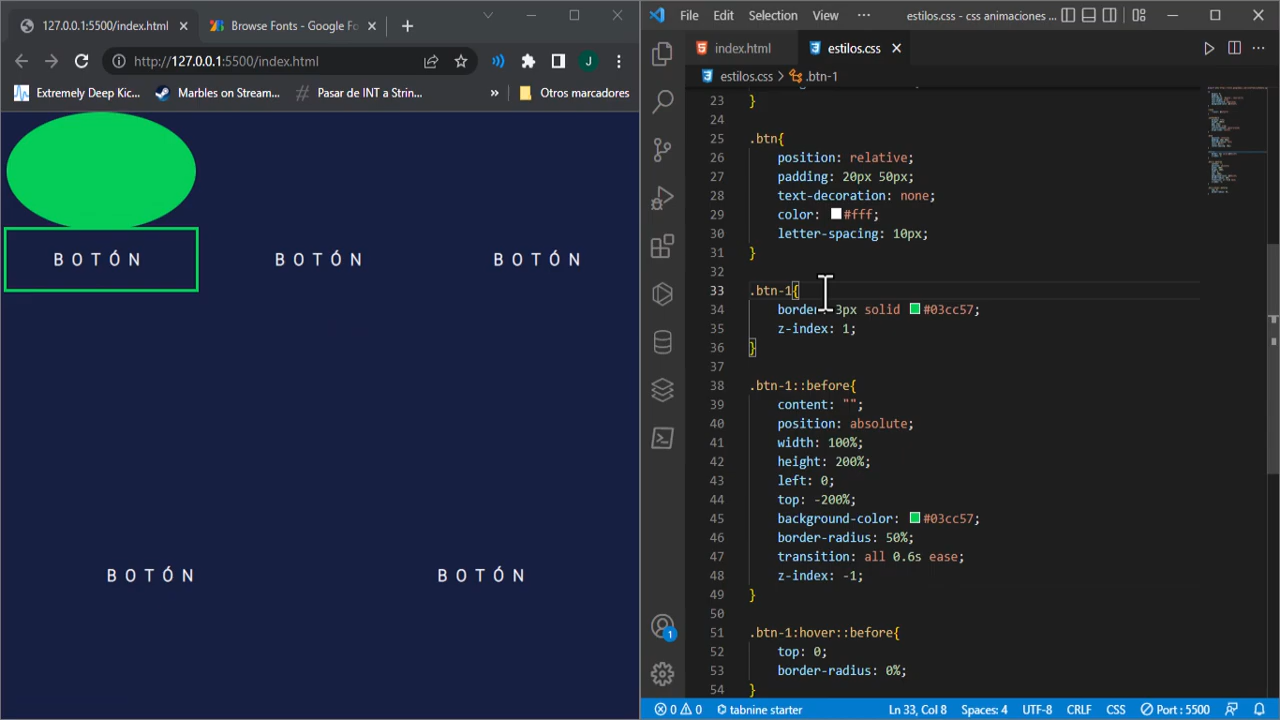 127.0.0.1:5500/index.html
Browse Fonts - Google Fo
http://127.0.0.1:5500/index.html
J
Extremely Deep Kic...
Marbles on Stream...
Pasar de INT a Strin...
»
Otros marcadores
BOTÓN
BOTÓN
BOTÓN
BOTÓN
BOTÓN
File Edit Selection View ···
estilos.css - css animaciones ...
index.html
estilos.css
estilos.css > .btn-1
23 }
24
25 .btn{
26 position: relative;
27 padding: 20px 50px;
28 text-decoration: none;
29 color: #fff;
30 letter-spacing: 10px;
31 }
32
33 .btn-1{
34 border: 3px solid #03cc57;
35 z-index: 1;
36 }
37
38 .btn-1::before{
39 content: "";
40 position: absolute;
41 width: 100%;
42 height: 200%;
43 left: 0;
44 top: -200%;
45 background-color: #03cc57;
46 border-radius: 50%;
47 transition: all 0.6s ease;
48 z-index: -1;
49 }
50
51 .btn-1:hover::before{
52 top: 0;
53 border-radius: 0%;
54 }
1
0 0 tabnine starter Ln 33, Col 8 Spaces: 4 UTF-8 CRLF CSS Port : 5500